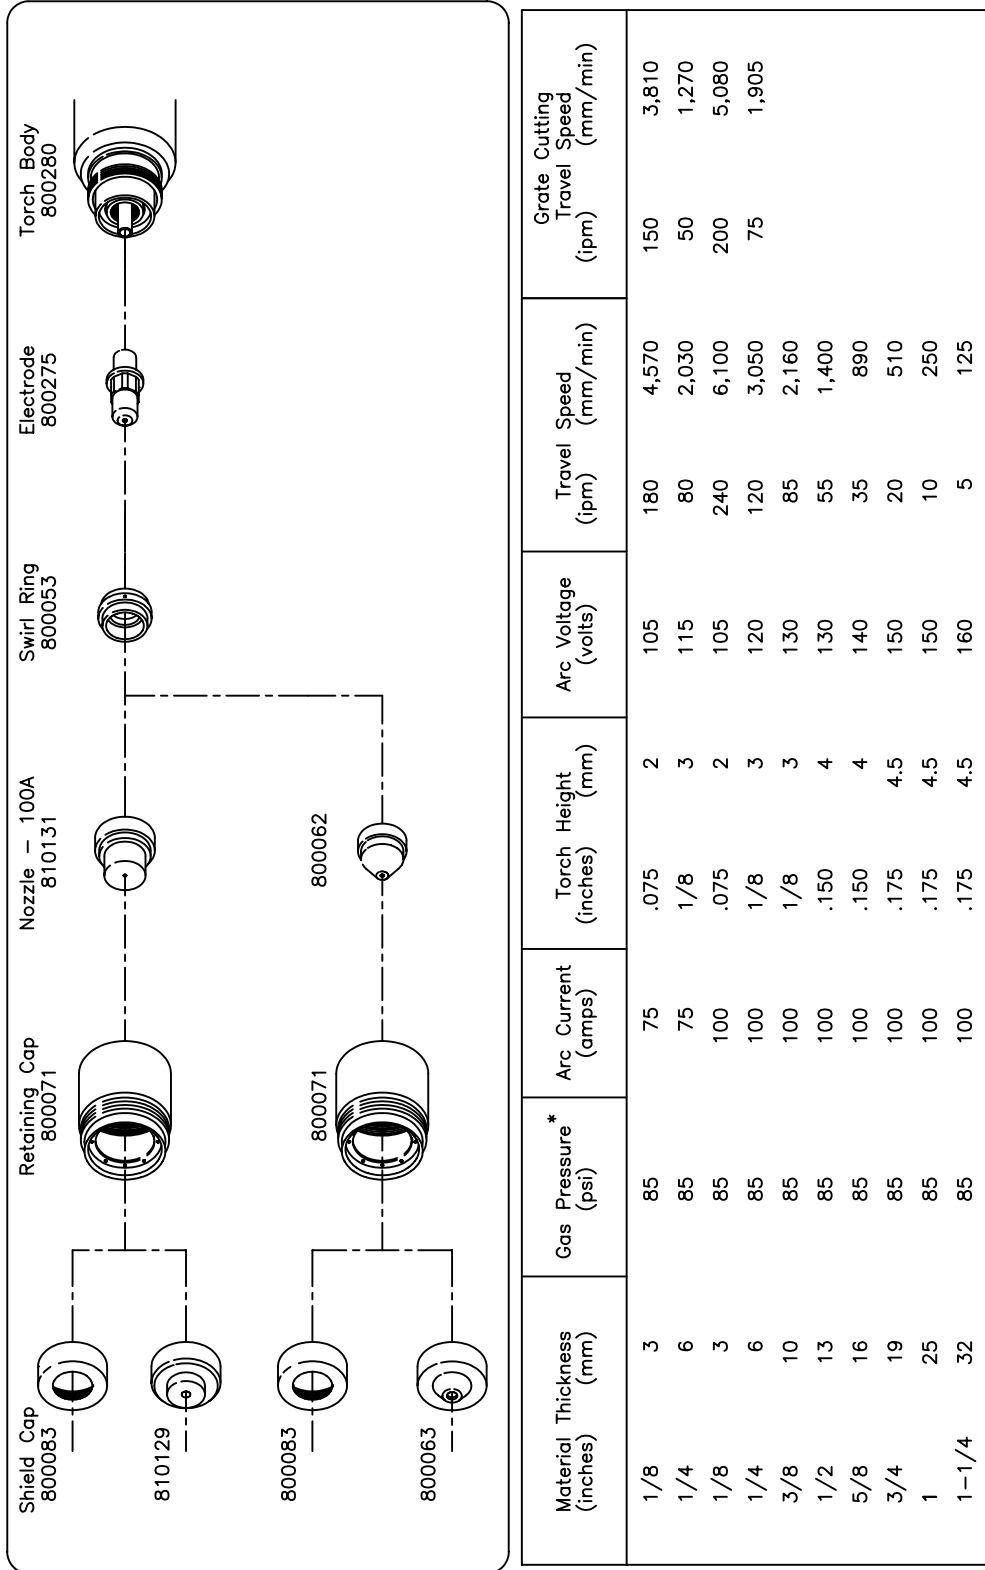 Shield Cap
800083
Retaining Cap
800071
Nozzle – 100A
810131
Swirl Ring
800053
Electrode
800275
Torch Body
800280
810129
800083
800071
800062
800063
Material Thickness
(inches) (mm)
Gas Pressure*
(psi)
Arc Current
(amps)
Torch Height
(inches) (mm)
Arc Voltage
(volts)
Travel Speed
(ipm) (mm/min)
Grate Cutting
Travel Speed
(ipm) (mm/min)
1/8 3 85 75 .075 2 105 180 4,570 150 3,810
1/4 6 85 75 1/8 3 115 80 2,030 50 1,270
1/8 3 85 100 .075 2 105 240 6,100 200 5,080
1/4 6 85 100 1/8 3 120 120 3,050 75 1,905
3/8 10 85 100 1/8 3 130 85 2,160
1/2 13 85 100 .150 4 130 55 1,400
5/8 16 85 100 .150 4 140 35 890
3/4 19 85 100 .175 4.5 150 20 510
1 25 85 100 .175 4.5 150 10 250
1–1/4 32 85 100 .175 4.5 160 5 125